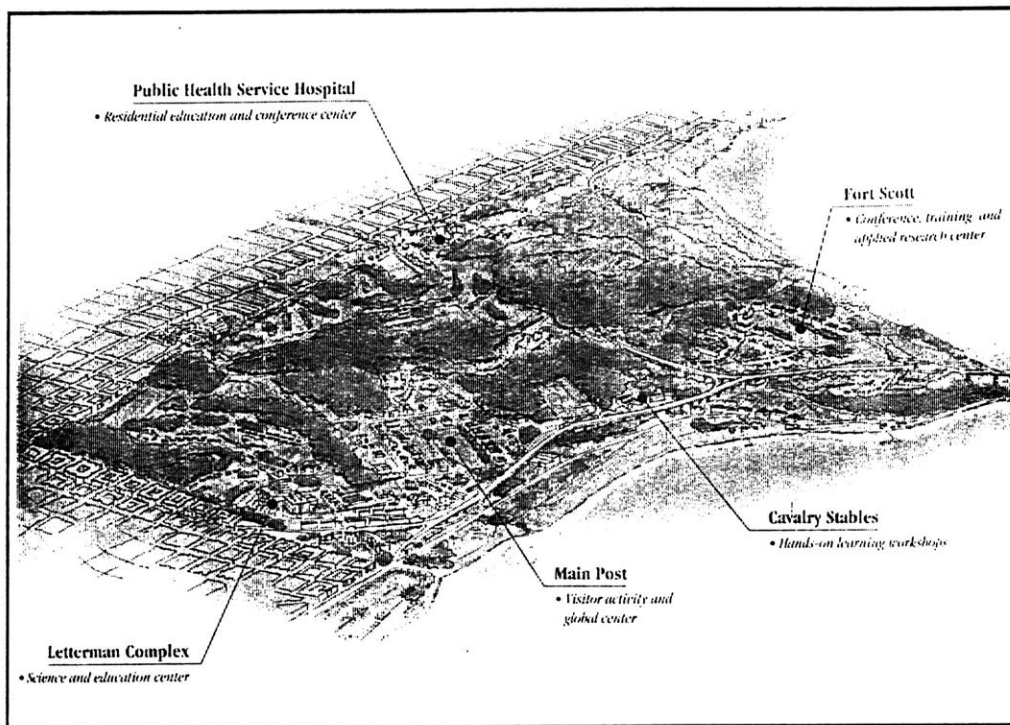 Public Health Service Hospital
• Residential education and conference center
Fort Scott
• Conference, training and
applied research center
Cavalry Stables
• Hands-on learning workshops
Main Post
• Visitor activity and
global center
Letterman Complex
• Science and education center